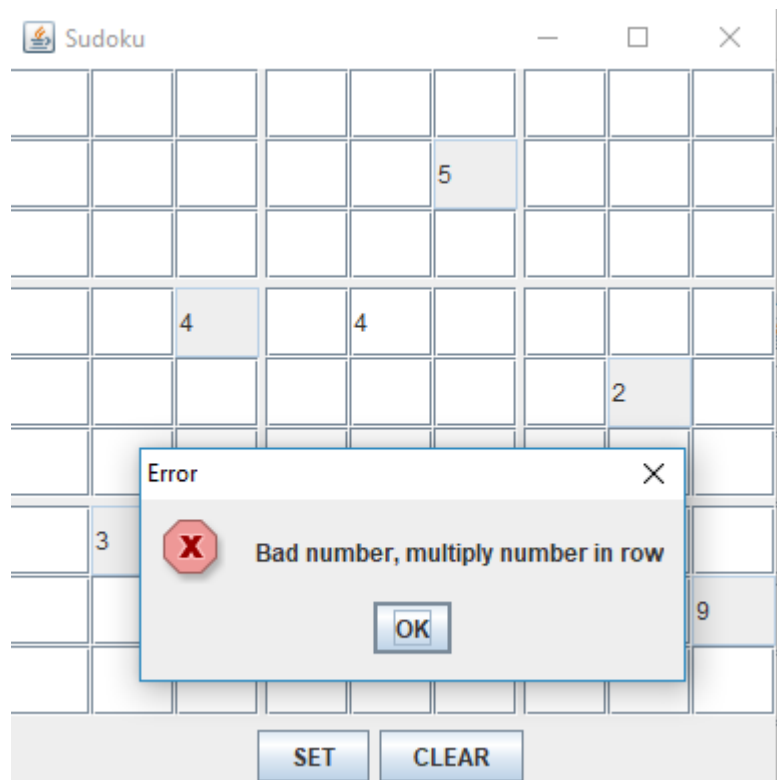 Sudoku
5
4 4
2
Error
3
Bad number, multiply number in row
9
OK
SET CLEAR